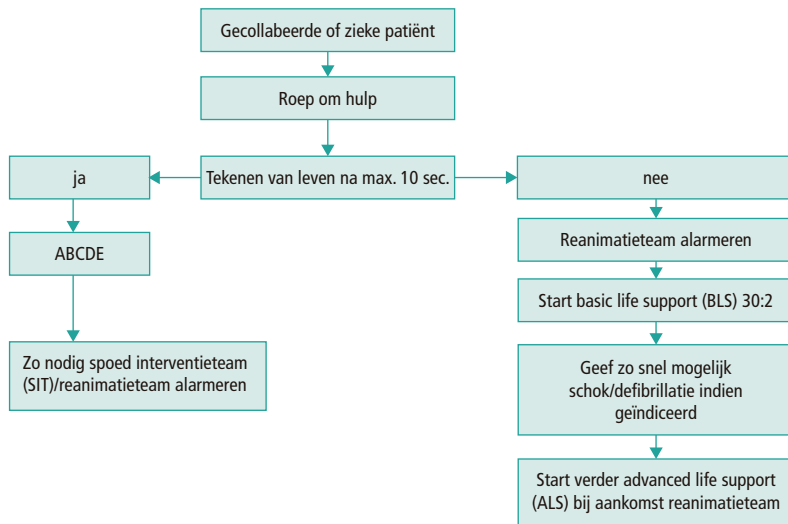 Gecollabeerde of zieke patiënt
Roep om hulp
Tekenen van leven na max. 10 sec.
ja
ABCDE
Zo nodig spoed interventieteam
(SIT)/reanimatieteam alarmeren
nee
Reanimatieteam alarmeren
Start basic life support (BLS) 30:2
Geef zo snel mogelijk
schok/defibrillatie indien
geïndiceerd
Start verder advanced life support
(ALS) bij aankomst reanimatieteam